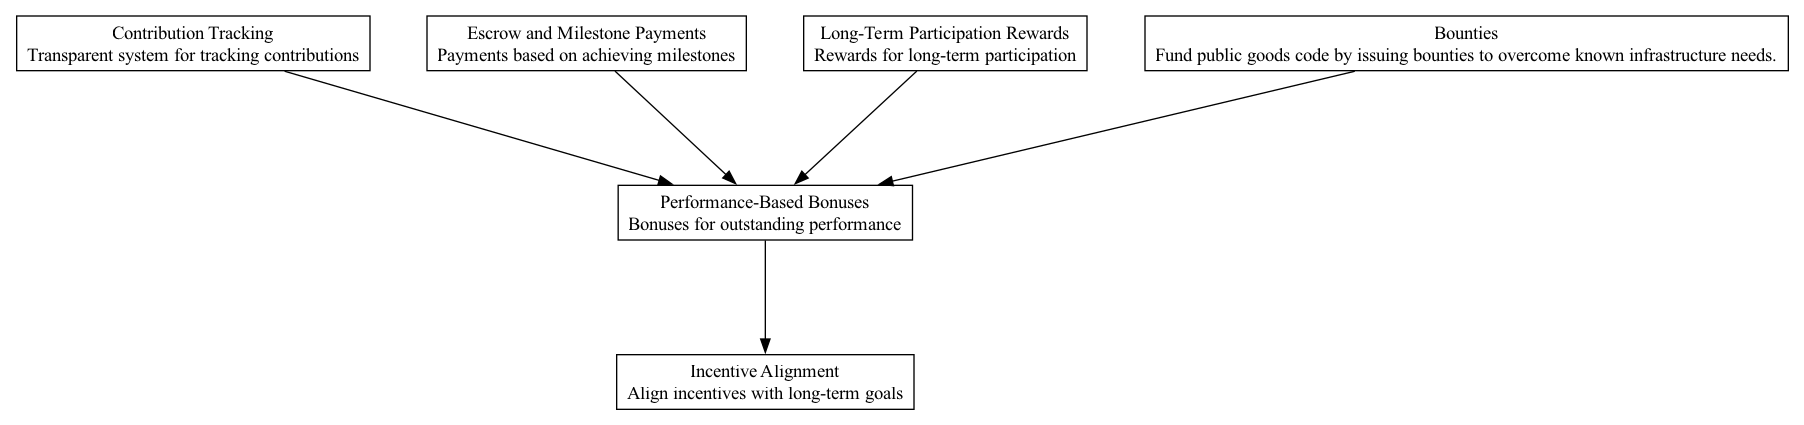 Contribution Tracking
Transparent system for tracking contributions
Escrow and Milestone Payments
Payments based on achieving milestones
Long-Term Participation Rewards
Rewards for long-term participation
Bounties
Fund public goods code by issuing bounties to overcome known infrastructure needs.
Performance-Based Bonuses
Bonuses for outstanding performance
Incentive Alignment
Align incentives with long-term goals